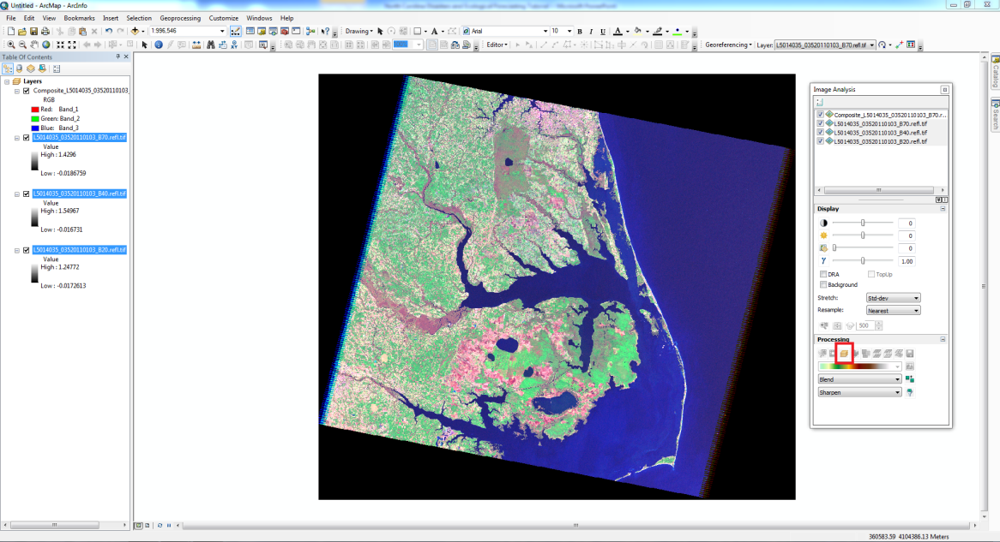 Untitled - ArcMap - ArcInfo
File Edit View Bookmarks Insert Selection Geoprocessing Customize Windows Help
1:996,546
Drawing
Arial
10
B I U A
Editor
Georeferencing
Layer:
L5014035_03520110103_B70.refl.tif
Table Of Contents
Layers
Composite_L5014035_03520110103_
RGB
Red: Band_1
Green: Band_2
Blue: Band_3
L5014035_03520110103_B70.refl.tif
Value
High : 1.4296
Low : -0.0186759
L5014035_03520110103_B40.refl.tif
Value
High : 1.54967
Low : -0.016731
L5014035_03520110103_B20.refl.tif
Value
High : 1.24772
Low : -0.0172613
Image Analysis
Composite_L5014035_03520110103_B70.r...
L5014035_03520110103_B70.refl.tif
L5014035_03520110103_B40.refl.tif
L5014035_03520110103_B20.refl.tif
Display
0
0
0
γ 1.00
DRA TopUp
Background
Stretch: Std-dev
Resample: Nearest
500
Processing
Blend
Sharpen
Catalog
Search
360583.59 4104386.13 Meters